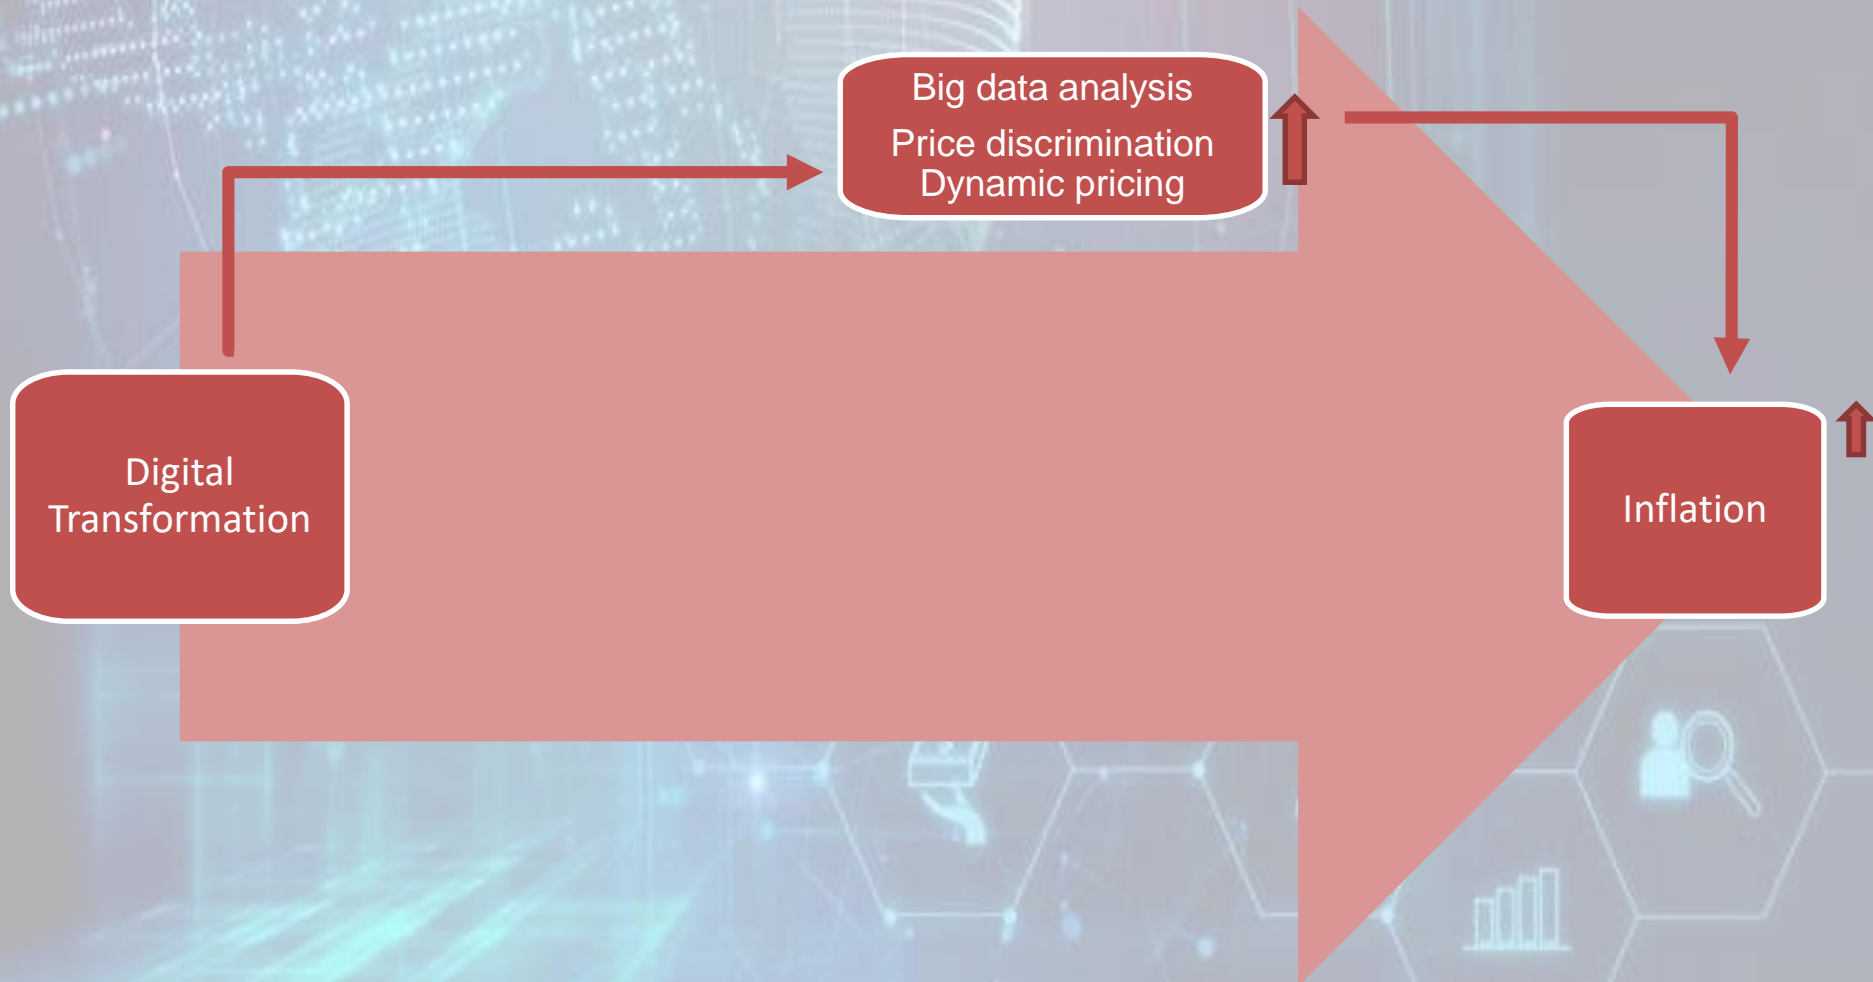 Big data analysis
Price discrimination
Dynamic pricing
Digital
Transformation
Inflation